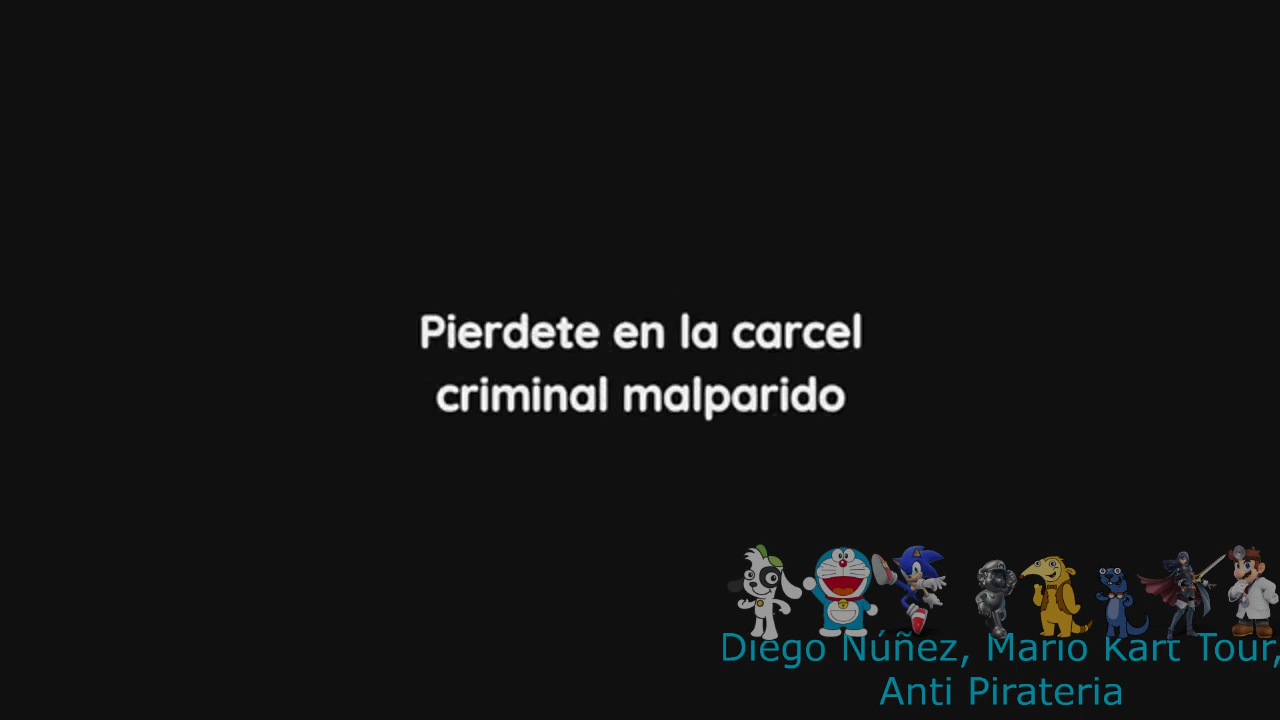 Pierdete en la carcel
criminal malparido
Diego Núñez, Mario Kart Tour,
Anti Pirateria